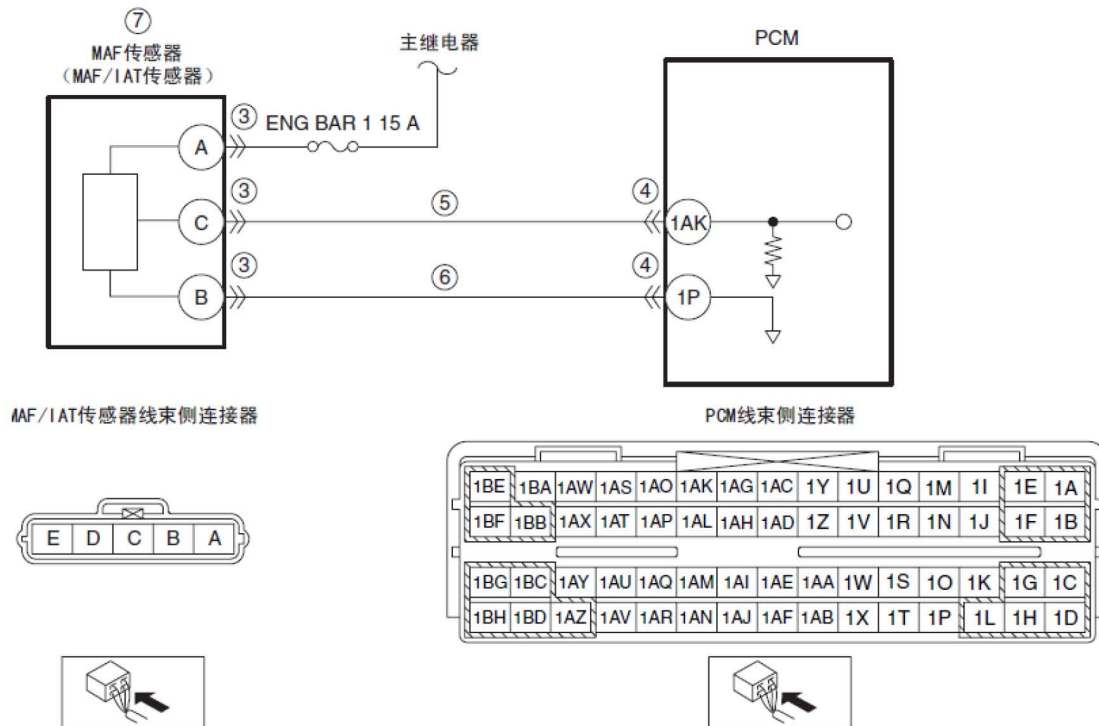 ⑦
MAF传感器
（MAF/IAT传感器）
主继电器
PCM
③
ENG BAR 1 15 A
A
③
⑤
④
C
1AK
③
⑥
④
B
1P
MAF/IAT传感器线束侧连接器
PCM线束侧连接器
E D C B A
1BE 1BA 1AW 1AS 1AO 1AK 1AG 1AC 1Y 1U 1Q 1M 1I 1E 1A
1BF 1BB 1AX 1AT 1AP 1AL 1AH 1AD 1Z 1V 1R 1N 1J 1F 1B
1BG 1BC 1AY 1AU 1AQ 1AM 1AI 1AE 1AA 1W 1S 1O 1K 1G 1C
1BH 1BD 1AZ 1AV 1AR 1AN 1AJ 1AF 1AB 1X 1T 1P 1L 1H 1D